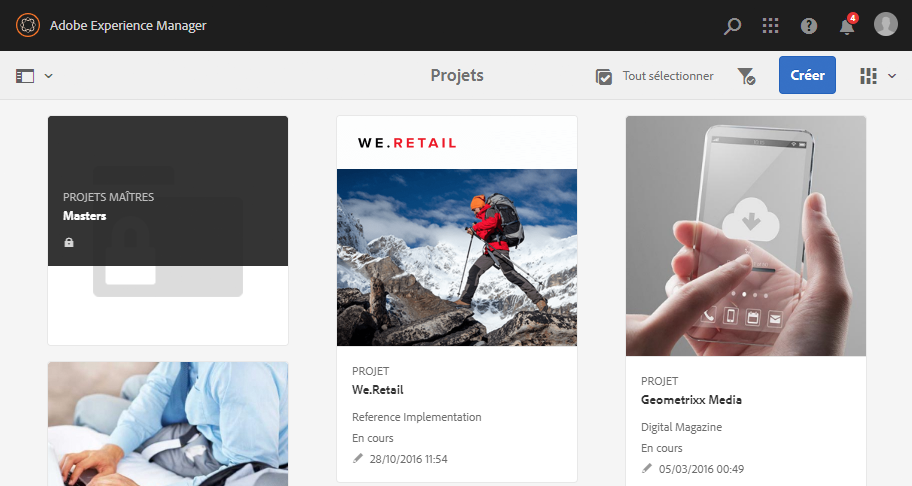 Adobe Experience Manager
4
Projets
Tout sélectionner
Créer
PROJETS MAÎTRES
Masters
WE.RETAIL
PROJET
We.Retail
Reference Implementation
En cours
28/10/2016 11:54
PROJET
Geometrixx Media
Digital Magazine
En cours
05/03/2016 00:49